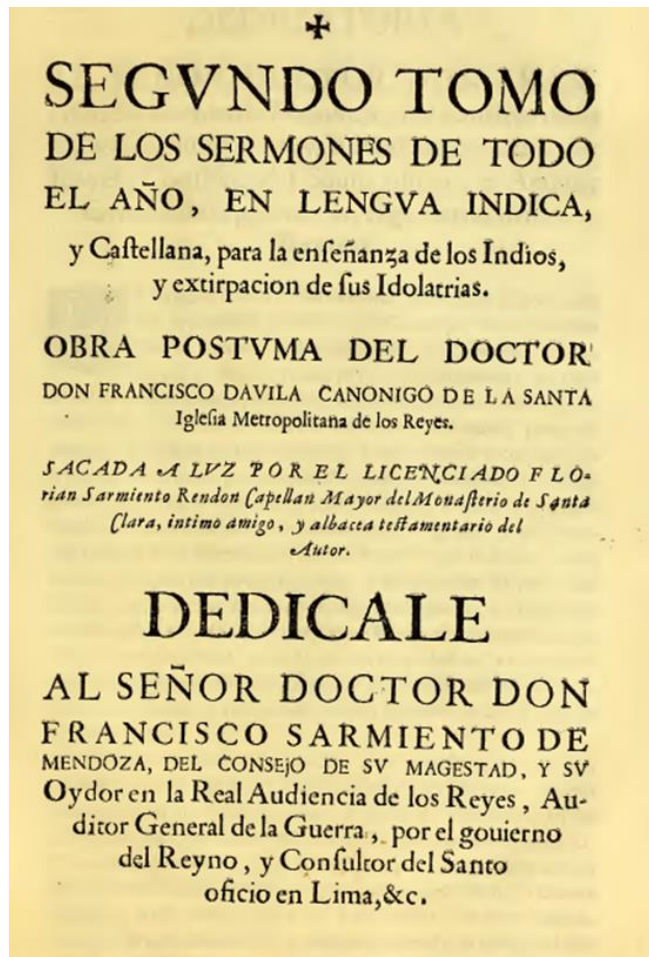 ✠
SEGVNDO TOMO
DE LOS SERMONES DE TODO
EL AÑO, EN LENGVA INDICA,
y Caſtellana, para la enſeñanza de los Indios,
y extirpacion de ſus Idolatrias.
OBRA POSTVMA DEL DOCTOR
DON FRANCISCO DAVILA CANONIGO DE LA SANTA
Igleſia Metropolitana de los Reyes.
SACADA A LVZ POR EL LICENCIADO FLO-
rian Sarmiento Rendon Capellan Mayor del Monaſterio de Santa
Clara, intimo amigo, y albacea teſtamentario del
Autor.
DEDICALE
AL SEÑOR DOCTOR DON
FRANCISCO SARMIENTO DE
MENDOZA, DEL CONSEjO DE SV MAGESTAD, Y SV
Oydor en la Real Audiencia de los Reyes, Au-
ditor General de la Guerra, por el gouierno
del Reyno, y Conſultor del Santo
oficio en Lima,&c.